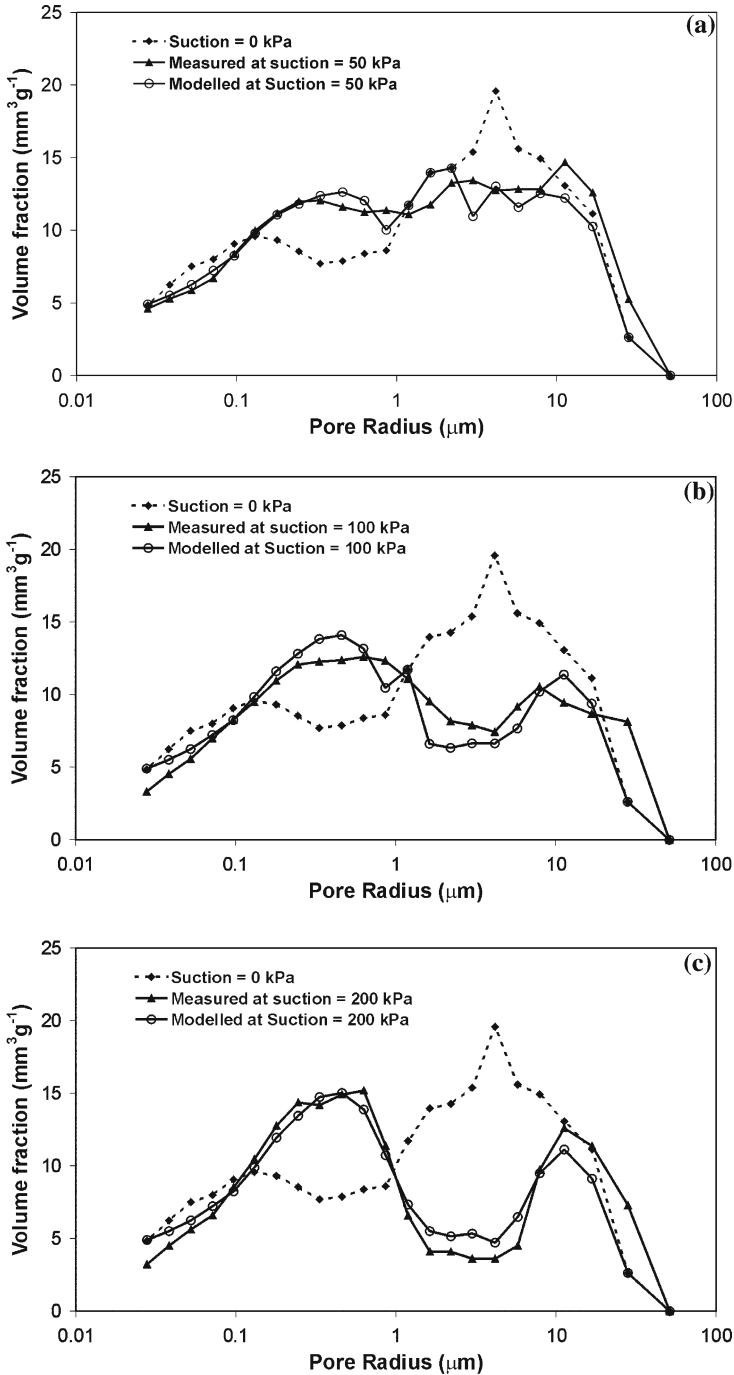 (a)
25
20
15
10
5
0
Volume fraction (mm³g⁻¹)
Suction = 0 kPa
Measured at suction = 50 kPa
Modelled at Suction = 50 kPa
0.01 0.1 1 10 100
Pore Radius (μm)
(b)
25
20
15
10
5
0
Volume fraction (mm³g⁻¹)
Suction = 0 kPa
Measured at suction = 100 kPa
Modelled at Suction = 100 kPa
0.01 0.1 1 10 100
Pore Radius (μm)
(c)
25
20
15
10
5
0
Volume fraction (mm³g⁻¹)
Suction = 0 kPa
Measured at suction = 200 kPa
Modelled at Suction = 200 kPa
0.01 0.1 1 10 100
Pore Radius (μm)